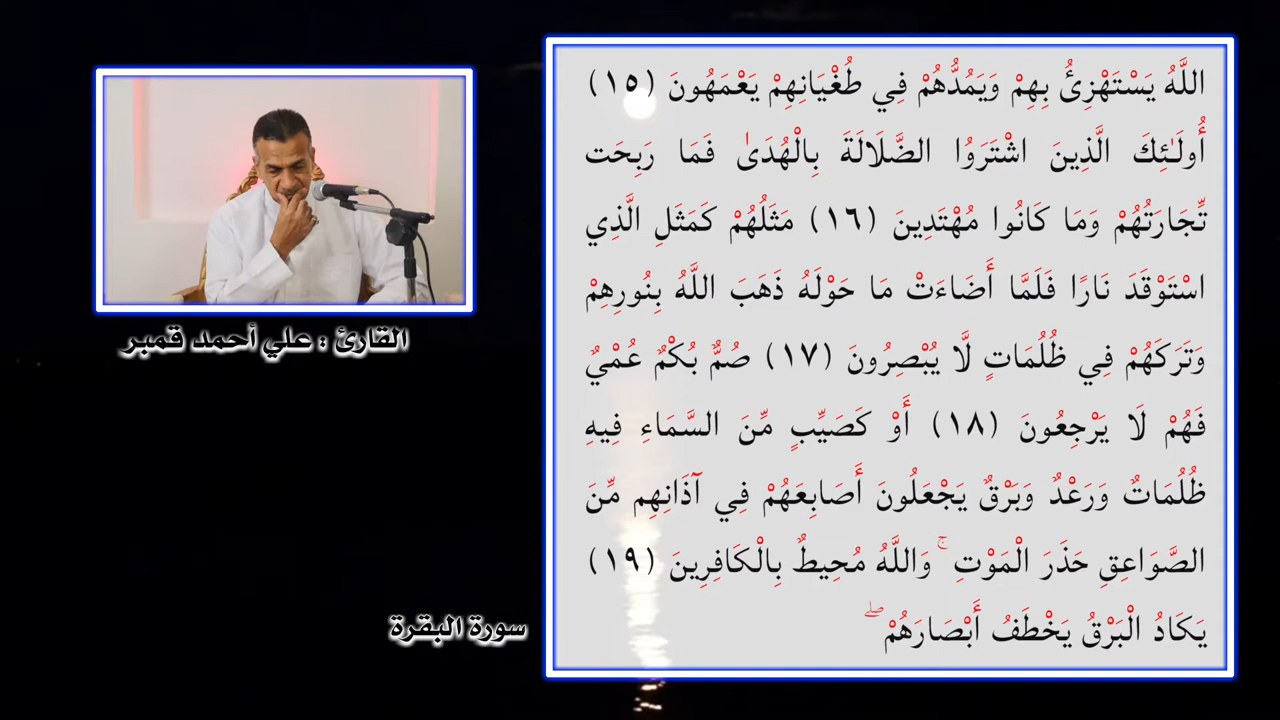 اللَّهُ يَسْتَهْزِئُ بِهِمْ وَيَمُدُّهُمْ فِي طُغْيَانِهِمْ يَعْمَهُونَ (١٥)
أُولَـٰئِكَ الَّذِينَ اشْتَرَوُا الضَّلَالَةَ بِالْهُدَىٰ فَمَا رَبِحَت
تِّجَارَتُهُمْ وَمَا كَانُوا مُهْتَدِينَ (١٦) مَثَلُهُمْ كَمَثَلِ الَّذِي
اسْتَوْقَدَ نَارًا فَلَمَّا أَضَاءَتْ مَا حَوْلَهُ ذَهَبَ اللَّهُ بِنُورِهِمْ
وَتَرَكَهُمْ فِي ظُلُمَاتٍ لَّا يُبْصِرُونَ (١٧) صُمٌّ بُكْمٌ عُمْيٌ
فَهُمْ لَا يَرْجِعُونَ (١٨) أَوْ كَصَيِّبٍ مِّنَ السَّمَاءِ فِيهِ
ظُلُمَاتٌ وَرَعْدٌ وَبَرْقٌ يَجْعَلُونَ أَصَابِعَهُمْ فِي آذَانِهِم مِّنَ
الصَّوَاعِقِ حَذَرَ الْمَوْتِ ۚ وَاللَّهُ مُحِيطٌ بِالْكَافِرِينَ (١٩)
يَكَادُ الْبَرْقُ يَخْطَفُ أَبْصَارَهُمْ ۖ
القارئ : علي أحمد قمبر
سورة البقرة